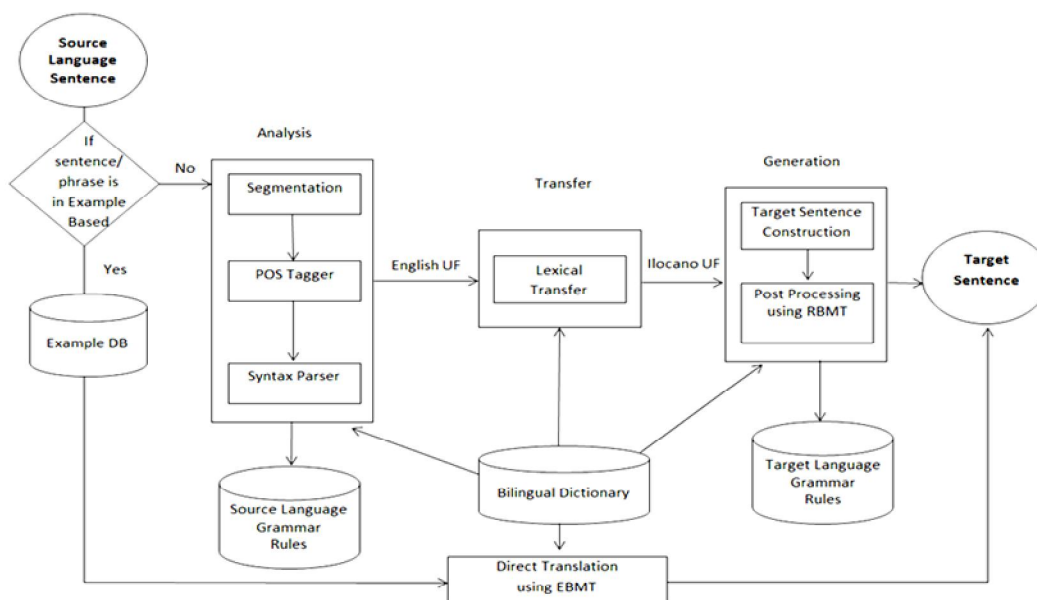 Source
Language
Sentence
If
sentence/
phrase is
in Example
Based
No
Yes
Example DB
Analysis
Segmentation
POS Tagger
Syntax Parser
Source Language
Grammar
Rules
English UF
Transfer
Lexical
Transfer
Ilocano UF
Generation
Target Sentence
Construction
Post Processing
using RBMT
Target
Sentence
Target Language
Grammar
Rules
Bilingual Dictionary
Direct Translation
using EBMT